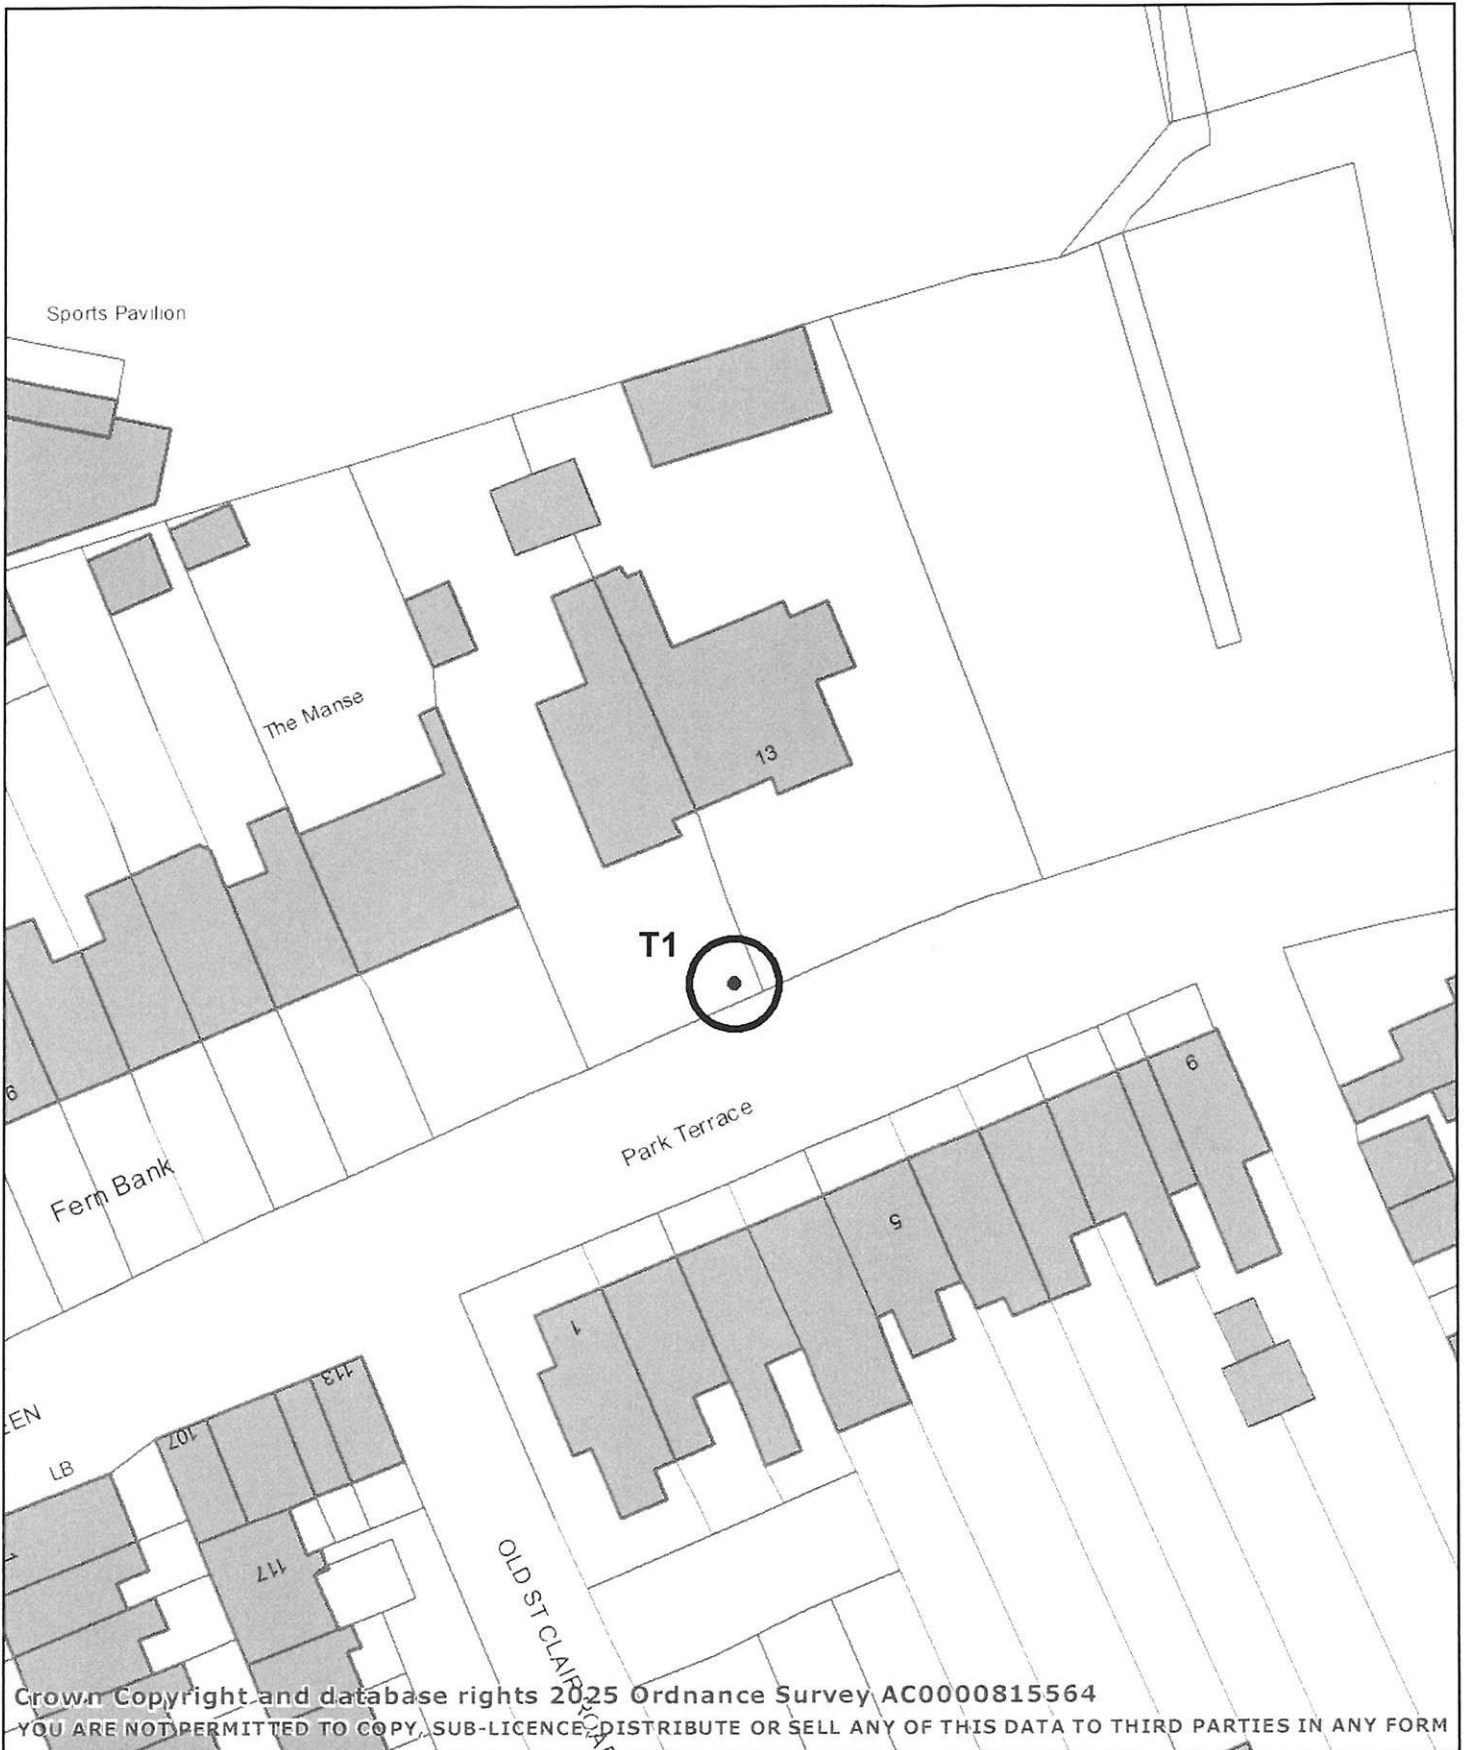 Sports Pavilion
The Manse
13
T1
6
Park Terrace
Fern Bank
9
5
1
113
107
LB
117
OLD ST CLAIR ROA
Crown Copyright and database rights 2025 Ordnance Survey AC0000815564
YOU ARE NOT PERMITTED TO COPY, SUB-LICENCE, DISTRIBUTE OR SELL ANY OF THIS DATA TO THIRD PARTIES IN ANY FORM